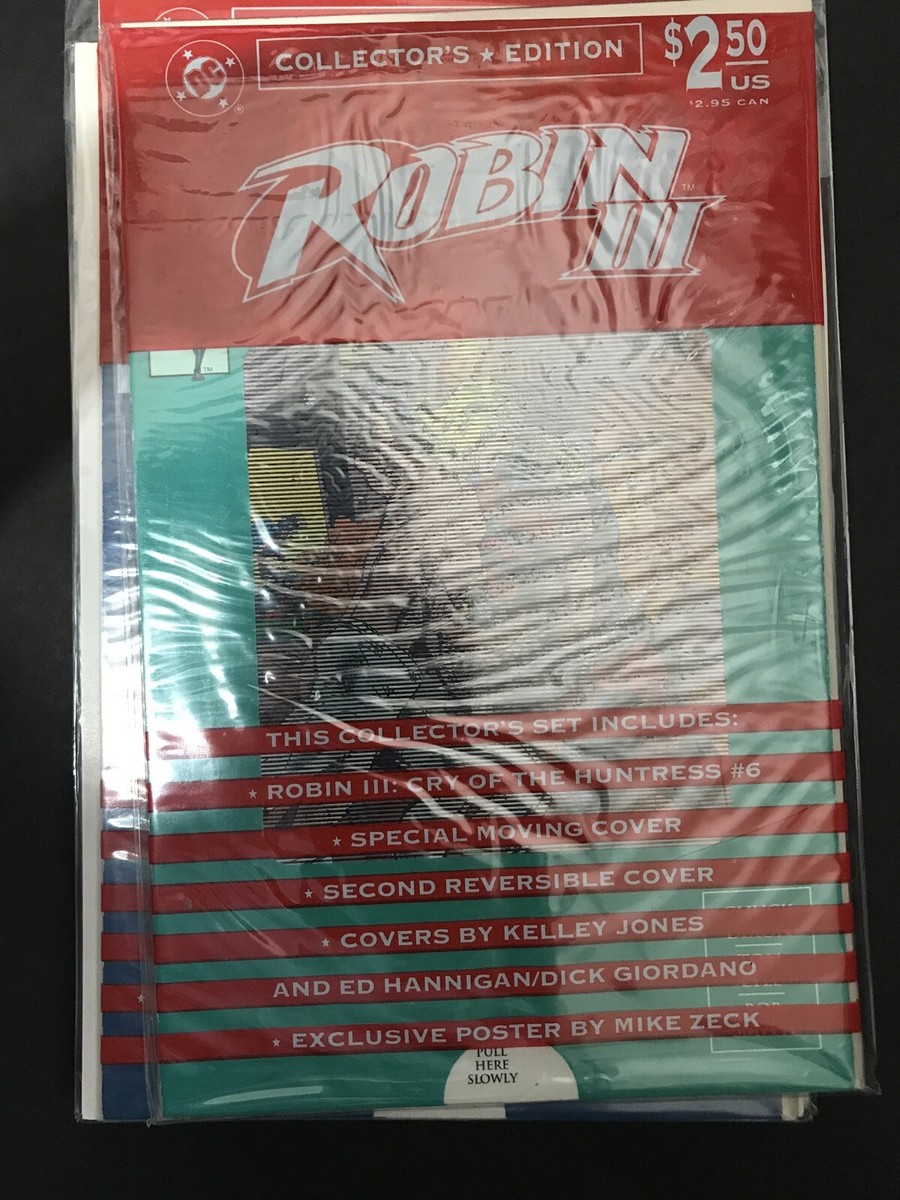 DC
®
COLLECTOR'S ★ EDITION
$2 50
US
$2.95 CAN
ROBIN
TM
III
TM
THIS COLLECTOR'S SET INCLUDES:
★ ROBIN III: CRY OF THE HUNTRESS #6
★ SPECIAL MOVING COVER
★ SECOND REVERSIBLE COVER
★ COVERS BY KELLEY JONES
AND ED HANNIGAN/DICK GIORDANO
★ EXCLUSIVE POSTER BY MIKE ZECK
PULL
HERE
SLOWLY